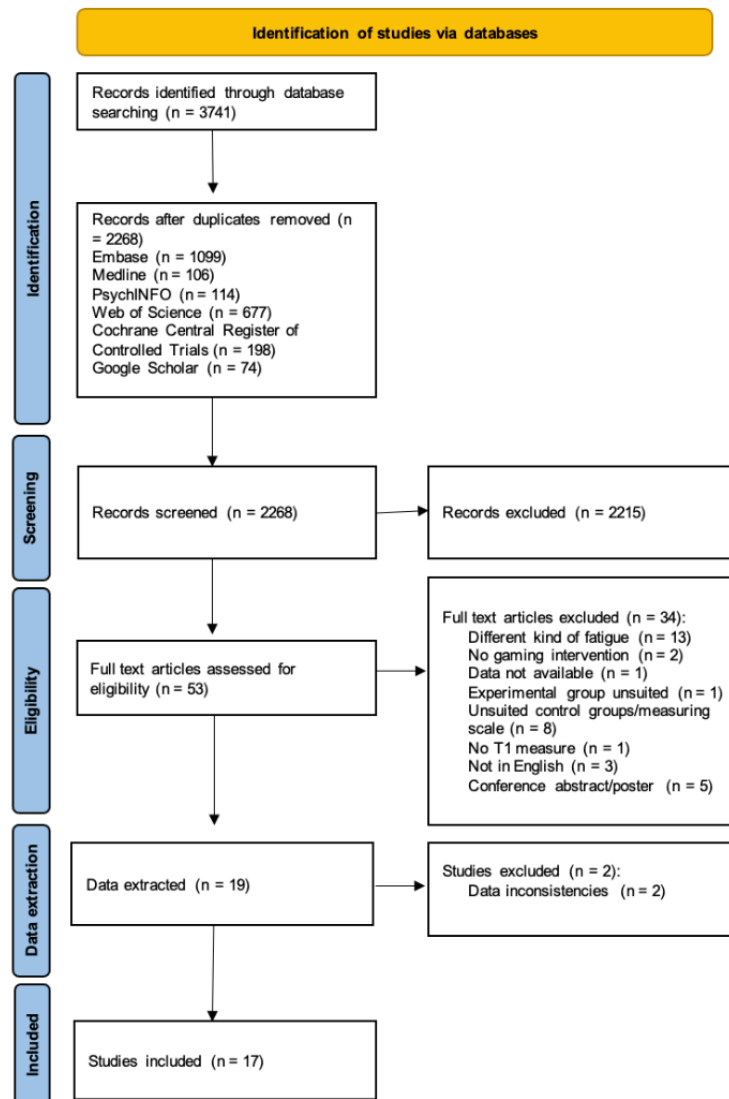 Identification of studies via databases
Identification
Records identified through database
searching (n = 3741)
Records after duplicates removed (n
= 2268)
Embase (n = 1099)
Medline (n = 106)
PsychINFO (n = 114)
Web of Science (n = 677)
Cochrane Central Register of
Controlled Trials (n = 198)
Google Scholar (n = 74)
Screening
Records screened (n = 2268)
Records excluded (n = 2215)
Eligibility
Full text articles assessed for
eligibility (n = 53)
Full text articles excluded (n = 34):
Different kind of fatigue (n = 13)
No gaming intervention (n = 2)
Data not available (n = 1)
Experimental group unsuited (n = 1)
Unsuited control groups/measuring
scale (n = 8)
No T1 measure (n = 1)
Not in English (n = 3)
Conference abstract/poster (n = 5)
Data extraction
Data extracted (n = 19)
Studies excluded (n = 2):
Data inconsistencies (n = 2)
Included
Studies included (n = 17)